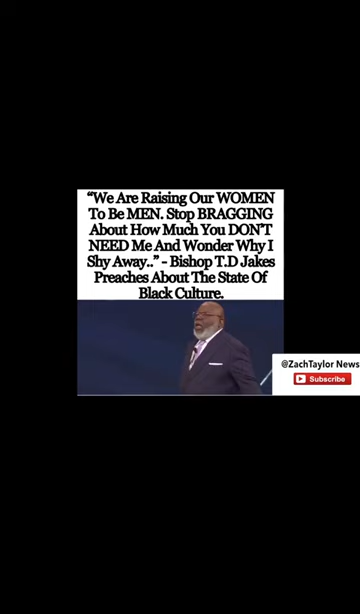 “We Are Raising Our WOMEN
To Be MEN. Stop BRAGGING
About How Much You DON'T
NEED Me And Wonder Why I
Shy Away..” - Bishop T.D Jakes
Preaches About The State Of
Black Culture.
@ZachTaylor News
Subscribe